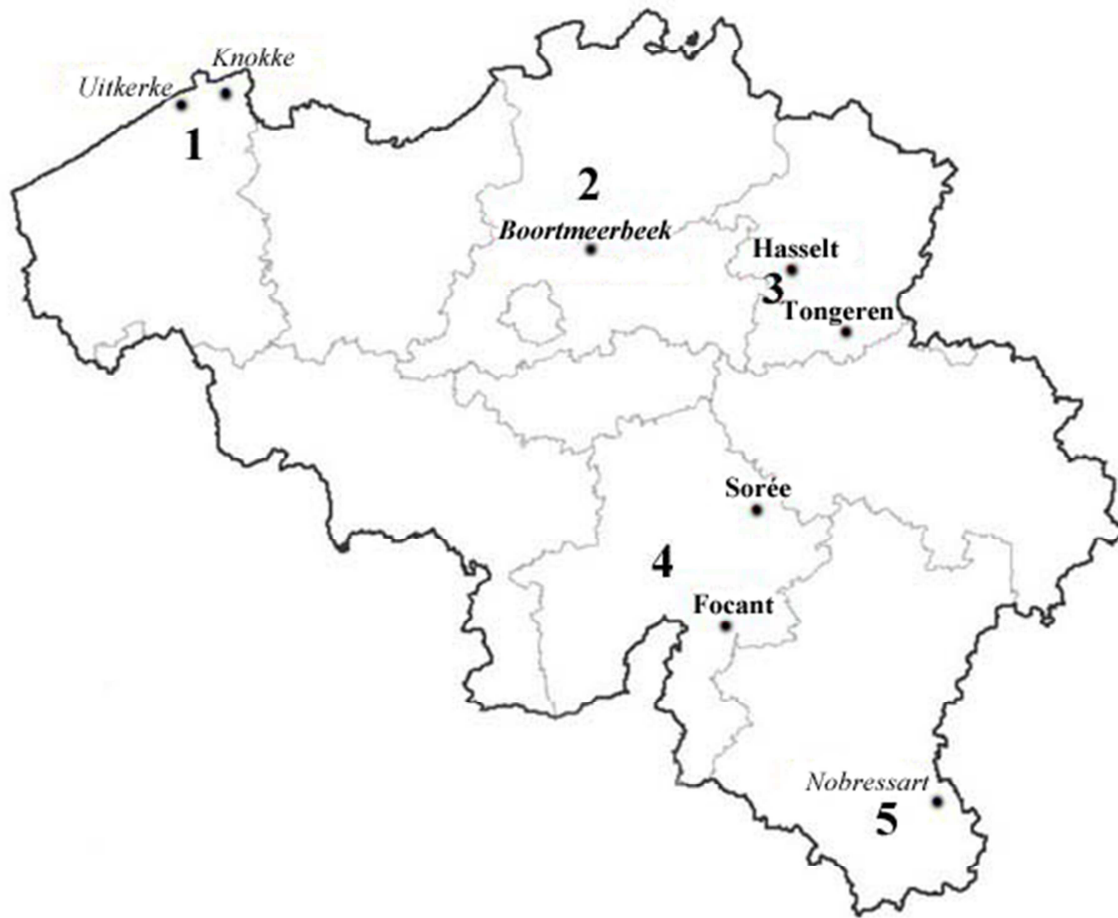 Knokke
Uitkerke
1
2
Boortmeerbeek
Hasselt
3
Tongeren
Sorée
4
Focant
Nobressart
5